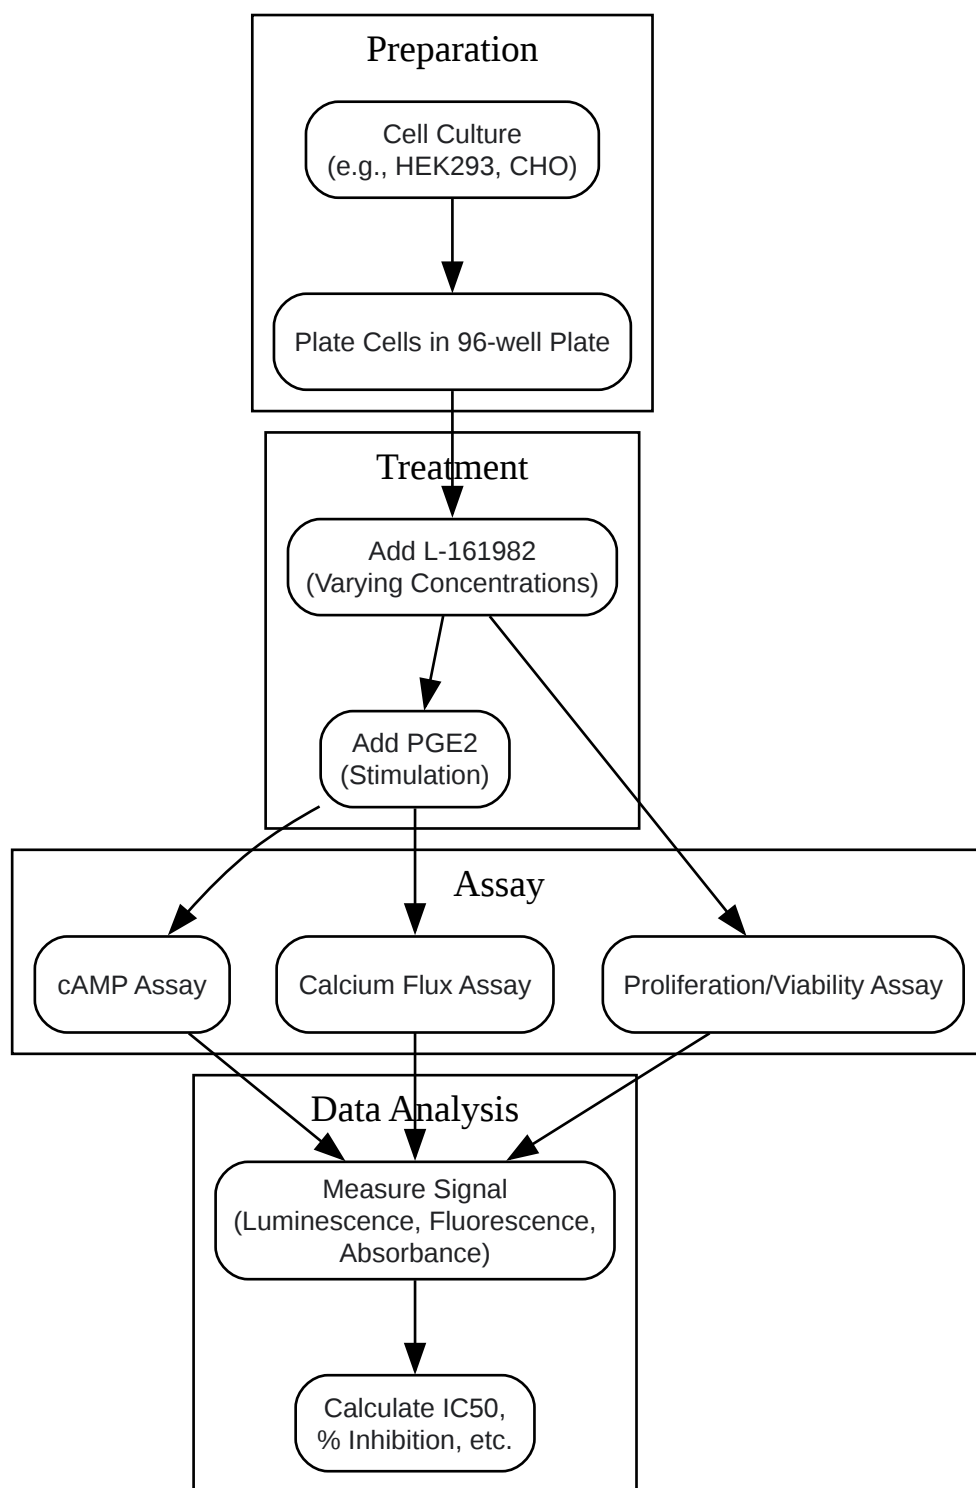 Preparation
Cell Culture
(e.g., HEK293, CHO)
Plate Cells in 96-well Plate
Treatment
Add L-161982
(Varying Concentrations)
Add PGE2
(Stimulation)
Assay
cAMP Assay
Calcium Flux Assay
Proliferation/Viability Assay
Data Analysis
Measure Signal
(Luminescence, Fluorescence,
Absorbance)
Calculate IC50,
% Inhibition, etc.